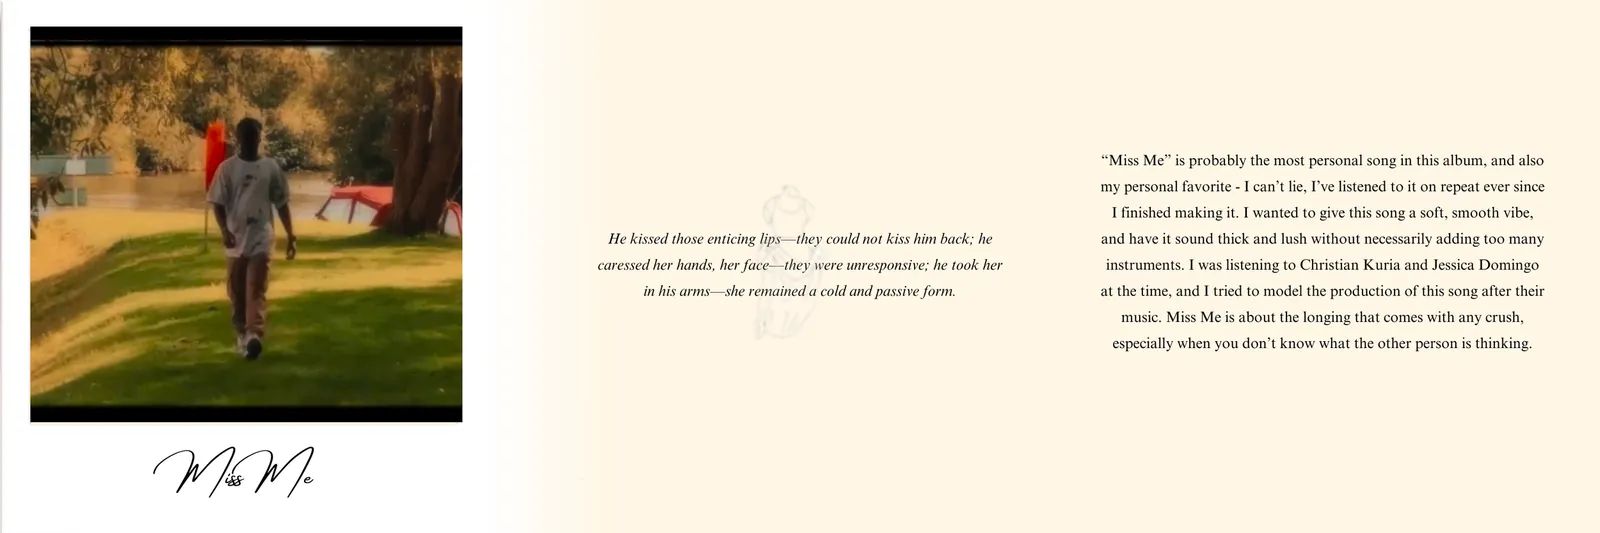 Miss Me
He kissed those enticing lips—they could not kiss him back; he
caressed her hands, her face—they were unresponsive; he took her
in his arms—she remained a cold and passive form.
“Miss Me” is probably the most personal song in this album, and also
my personal favorite - I can’t lie, I’ve listened to it on repeat ever since
I finished making it. I wanted to give this song a soft, smooth vibe,
and have it sound thick and lush without necessarily adding too many
instruments. I was listening to Christian Kuria and Jessica Domingo
at the time, and I tried to model the production of this song after their
music. Miss Me is about the longing that comes with any crush,
especially when you don’t know what the other person is thinking.